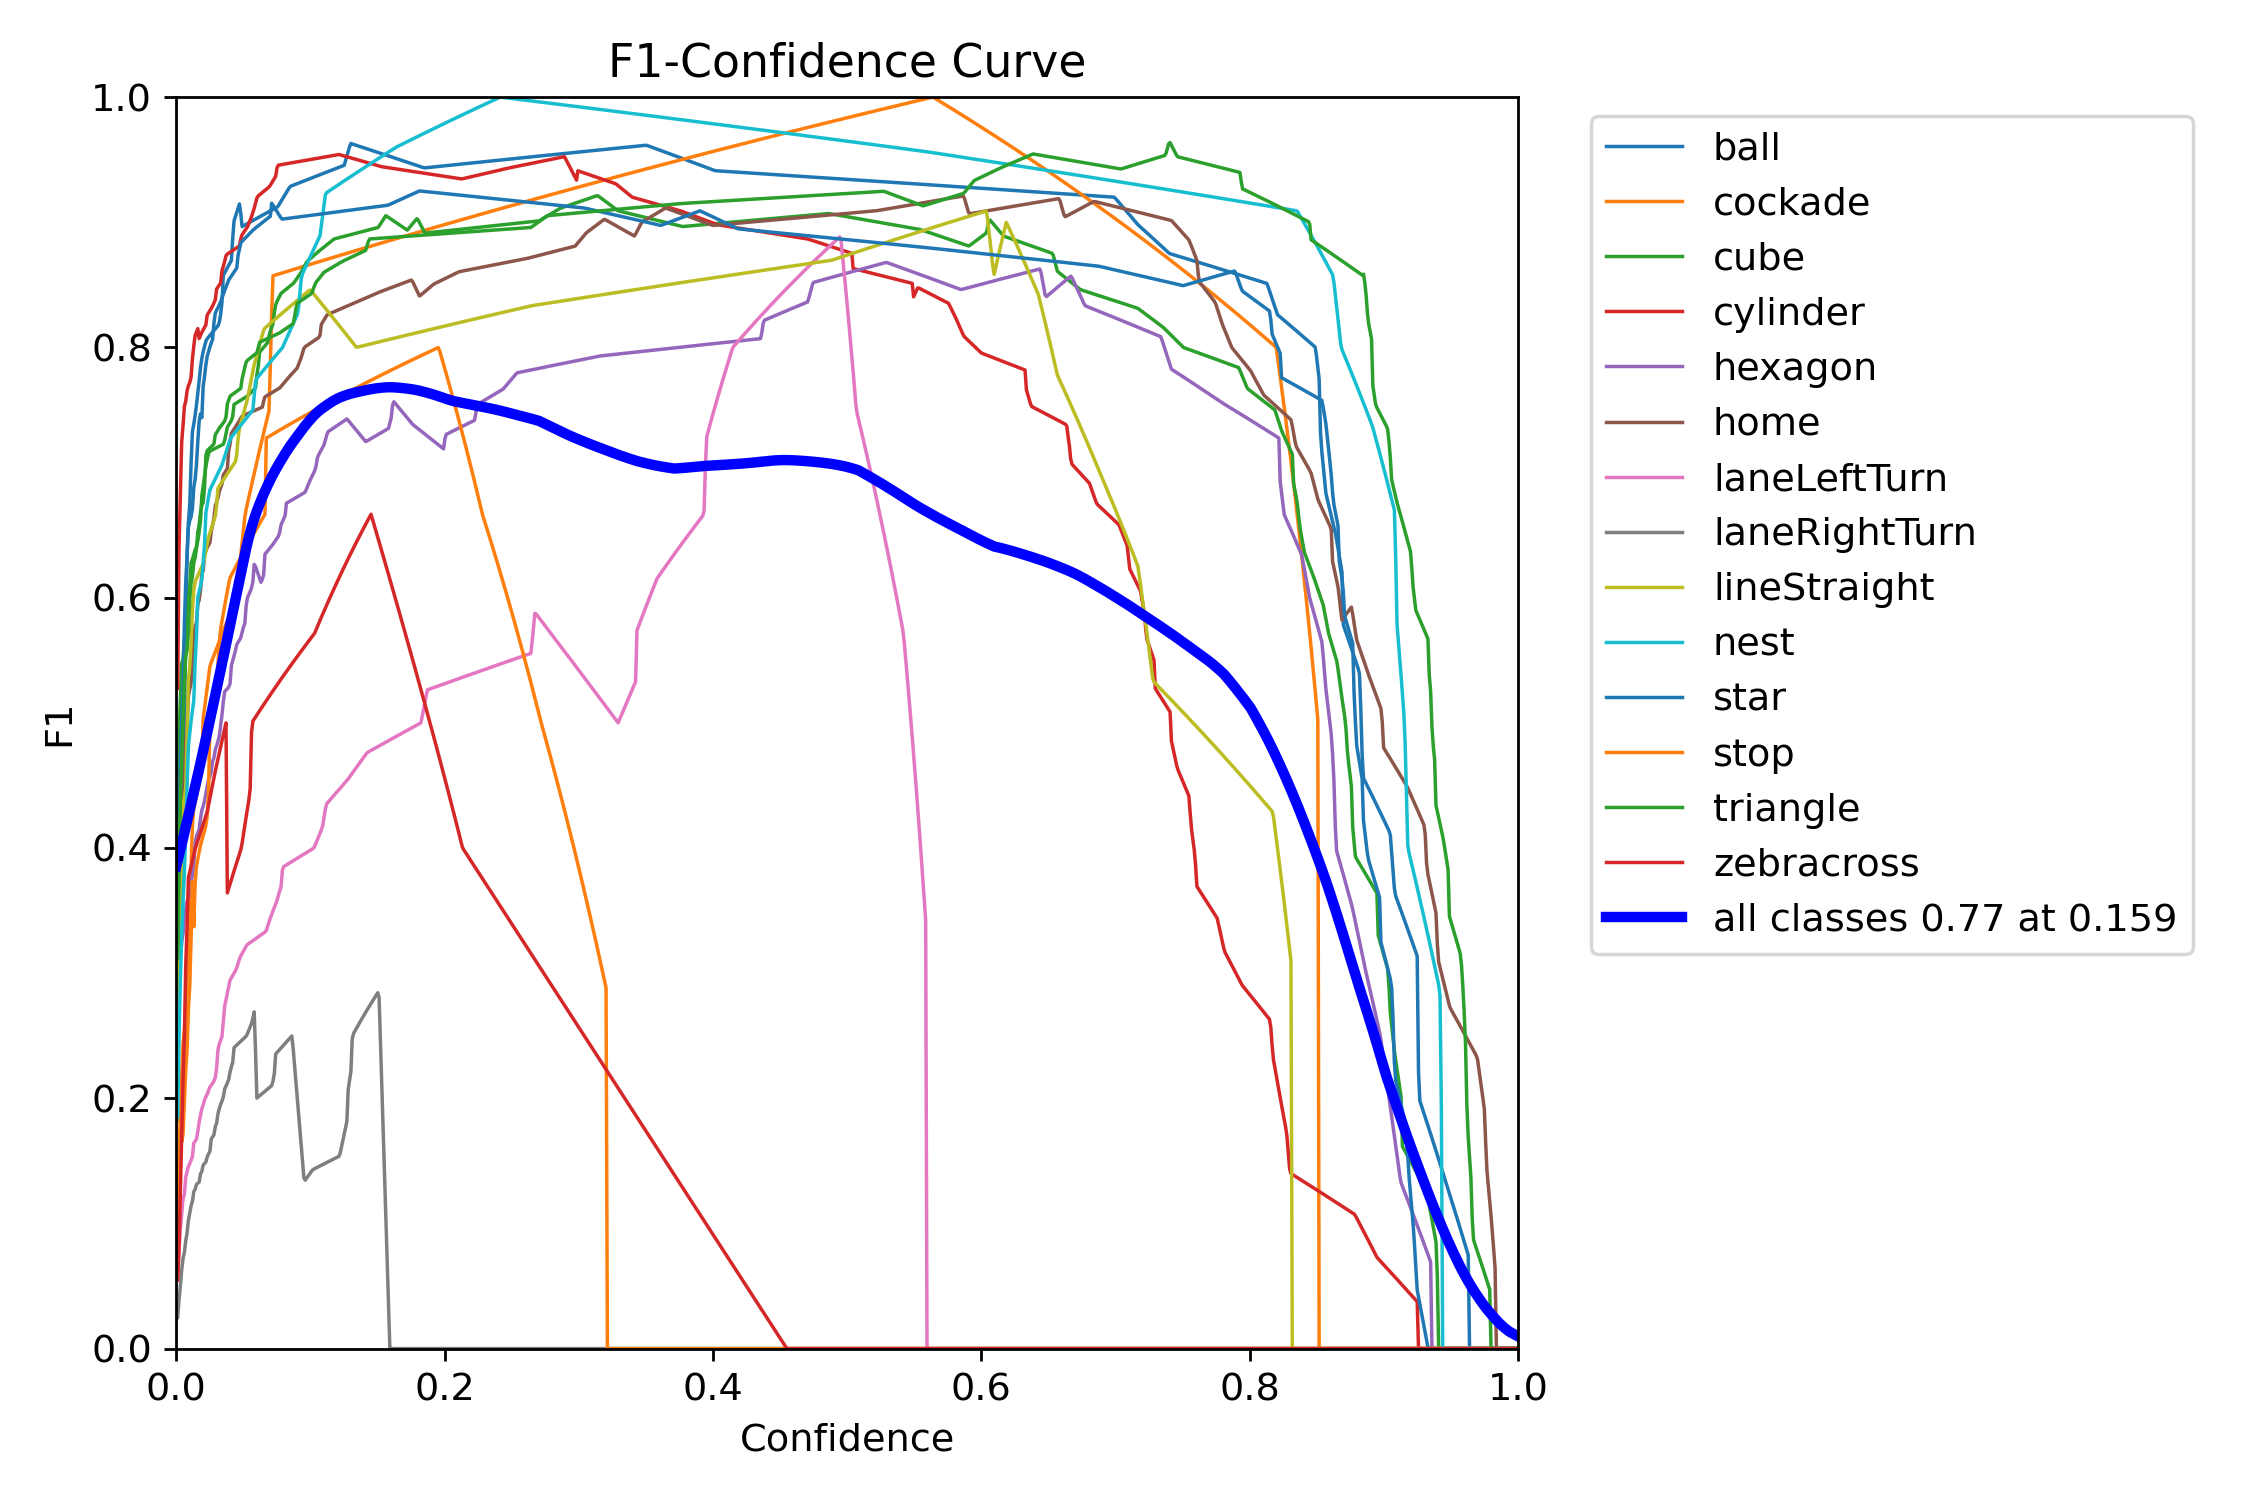 F1-Confidence Curve
1.0
0.8
0.6
0.4
0.2
0.0
F1
0.0 0.2 0.4 0.6 0.8 1.0
Confidence
ball
cockade
cube
cylinder
hexagon
home
laneLeftTurn
laneRightTurn
lineStraight
nest
star
stop
triangle
zebracross
all classes 0.77 at 0.159